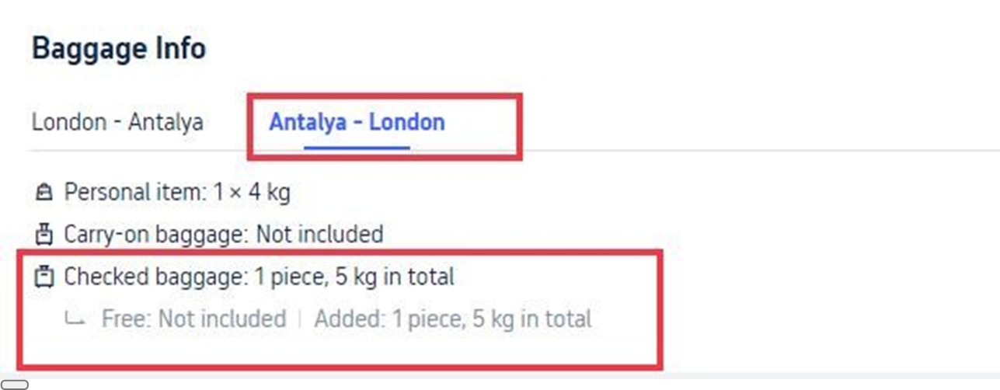 Baggage Info
London - Antalya Antalya - London
Personal item: 1 × 4 kg
Carry-on baggage: Not included
Checked baggage: 1 piece, 5 kg in total
Free: Not included | Added: 1 piece, 5 kg in total